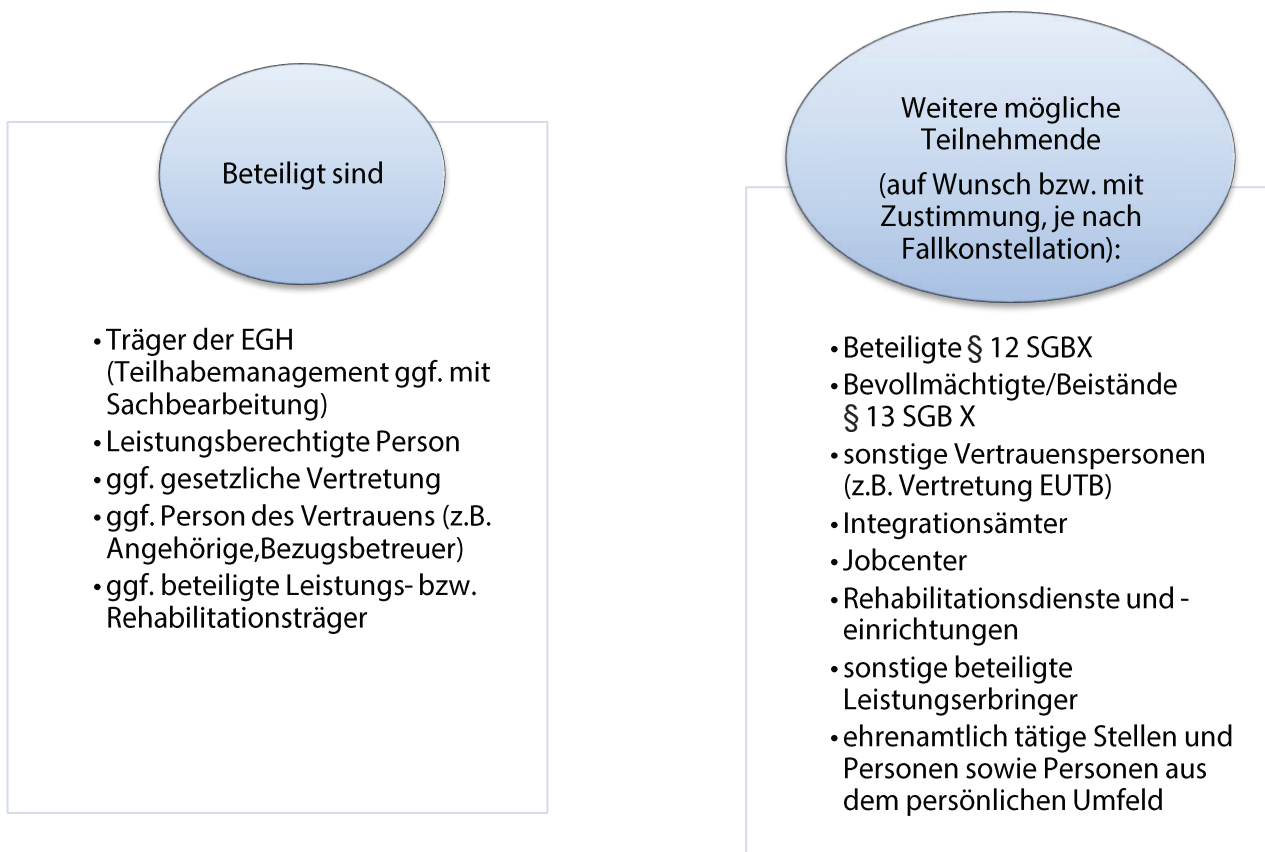 Beteiligt sind
• Träger der EGH
(Teilhabemanagement ggf. mit
Sachbearbeitung)
• Leistungsberechtigte Person
• ggf. gesetzliche Vertretung
• ggf. Person des Vertrauens (z.B.
Angehörige,Bezugsbetreuer)
• ggf. beteiligte Leistungs- bzw.
Rehabilitationsträger
Weitere mögliche
Teilnehmende
(auf Wunsch bzw. mit
Zustimmung, je nach
Fallkonstellation):
• Beteiligte § 12 SGBX
• Bevollmächtigte/Beistände
§ 13 SGB X
• sonstige Vertrauenspersonen
(z.B. Vertretung EUTB)
• Integrationsämter
• Jobcenter
• Rehabilitationsdienste und -
einrichtungen
• sonstige beteiligte
Leistungserbringer
• ehrenamtlich tätige Stellen und
Personen sowie Personen aus
dem persönlichen Umfeld